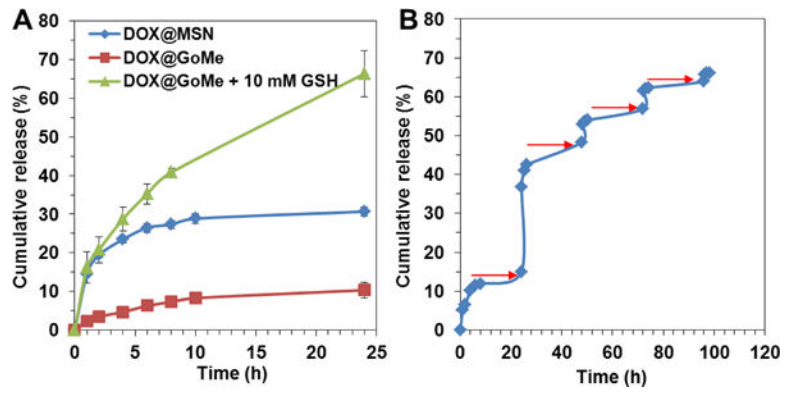 A
80
70
60
50
40
30
20
10
0
Cumulative release (%)
DOX@MSN
DOX@GoMe
DOX@GoMe + 10 mM GSH
0 5 10 15 20 25
Time (h)
B
80
70
60
50
40
30
20
10
0
Cumulative release (%)
0 20 40 60 80 100 120
Time (h)